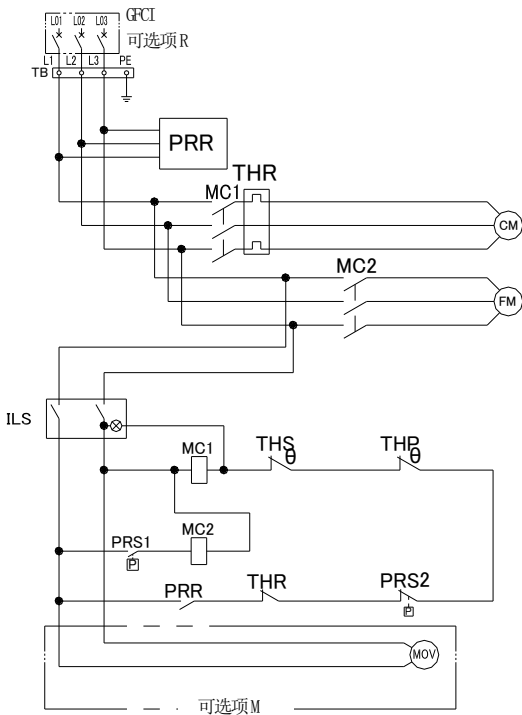 GFCI
L01 L02 L03
可选项R
L1 L2 L3 PE
TB
PRR
THR
MC1
CM
MC2
FM
ILS
MC1 THS θ THP θ
PRS1 P MC2
PRR THR PRS2 P
MOV
可选项M